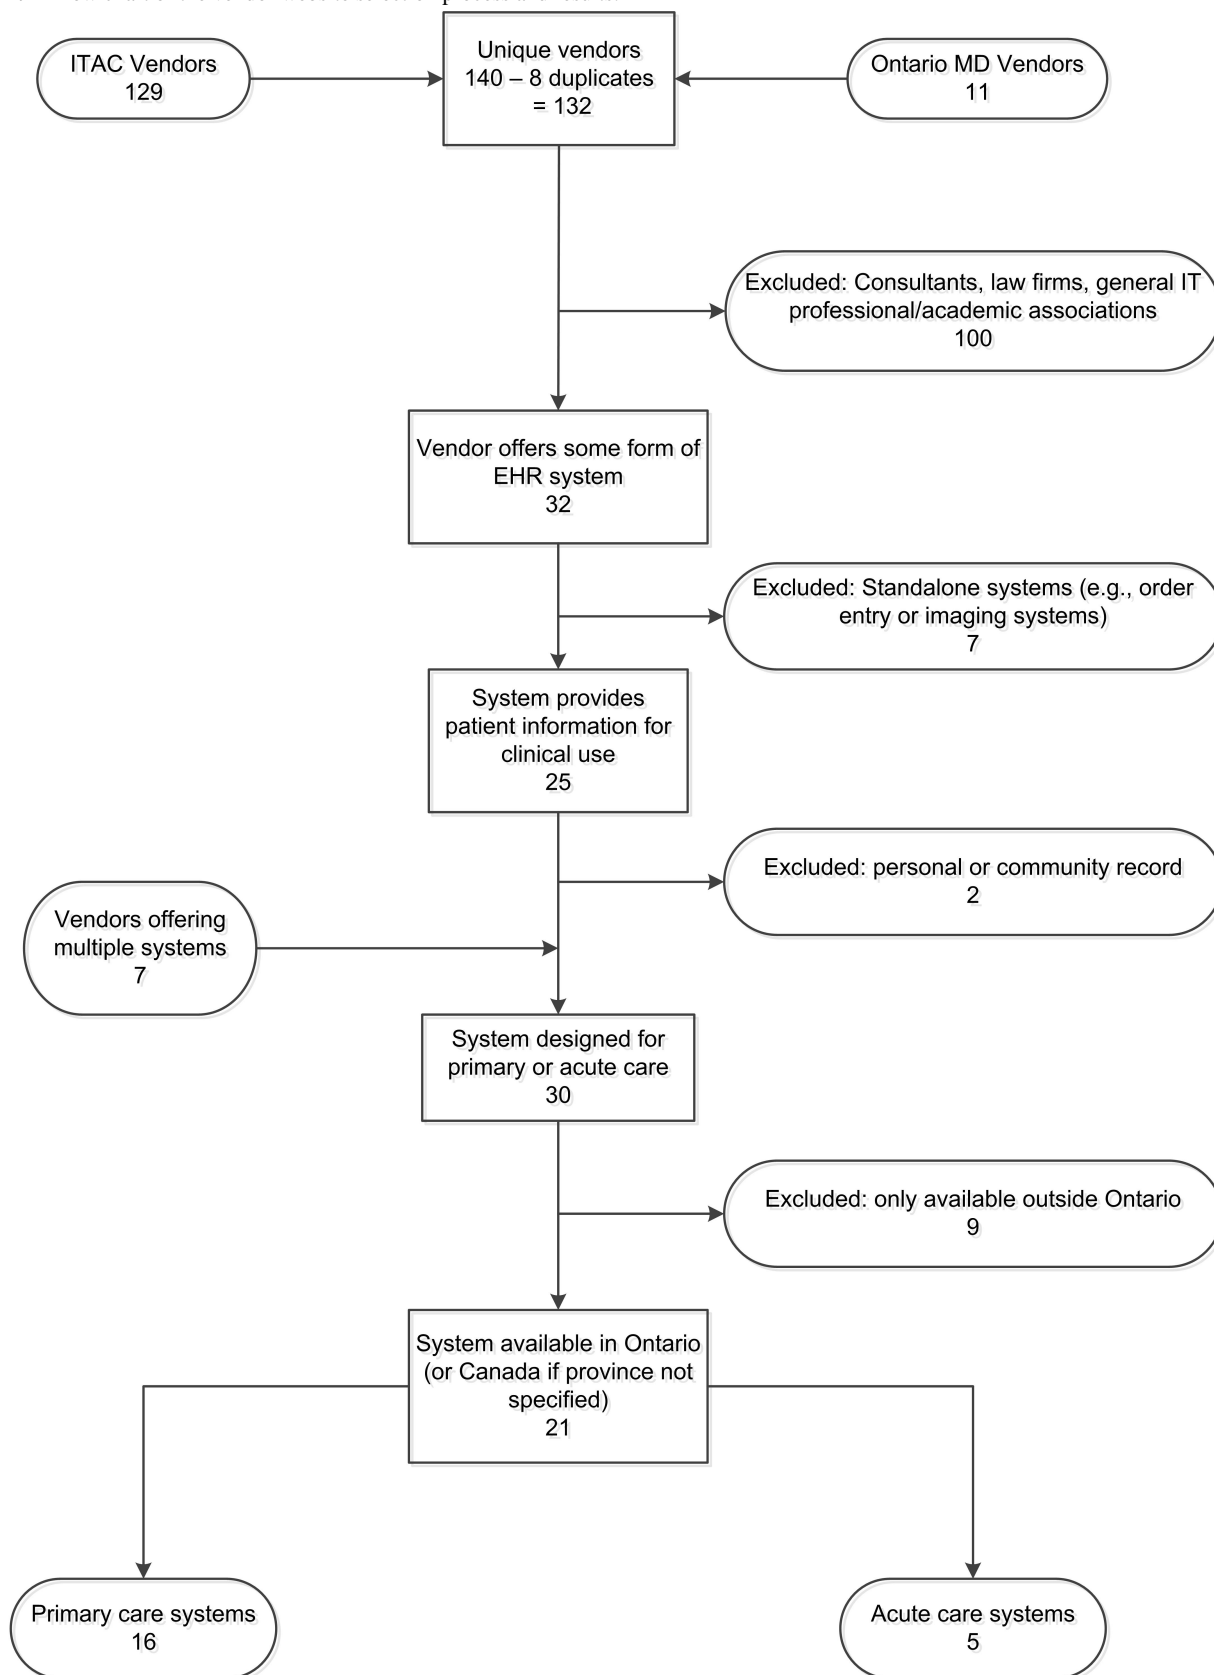 ITAC Vendors
129
Unique vendors
140 – 8 duplicates
= 132
Ontario MD Vendors
11
Excluded: Consultants, law firms, general IT
professional/academic associations
100
Vendor offers some form of
EHR system
32
Excluded: Standalone systems (e.g., order
entry or imaging systems)
7
System provides
patient information for
clinical use
25
Excluded: personal or community record
2
Vendors offering
multiple systems
7
System designed for
primary or acute care
30
Excluded: only available outside Ontario
9
System available in Ontario
(or Canada if province not
specified)
21
Primary care systems
16
Acute care systems
5